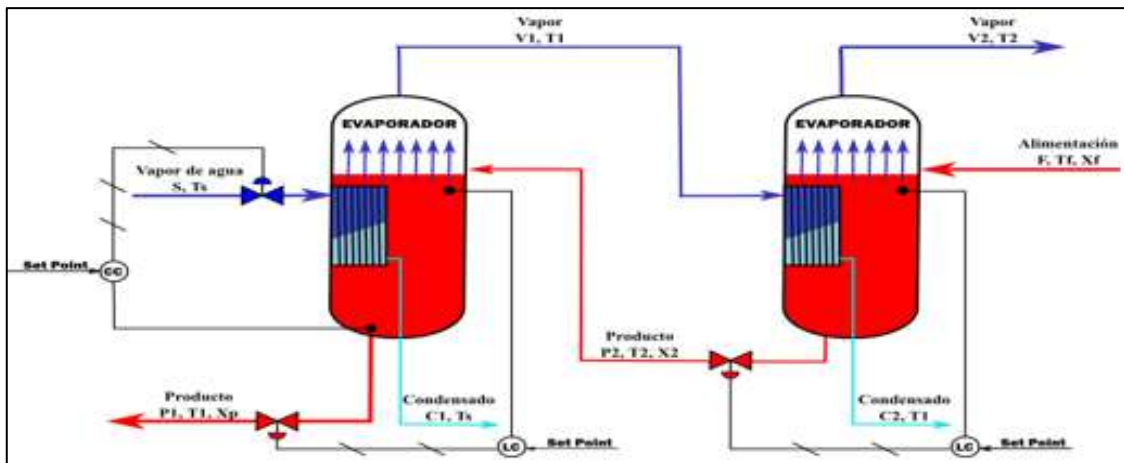 Vapor
V1, T1
Vapor
V2, T2
EVAPORADOR
EVAPORADOR
Alimentación
F, Tf, Xf
Vapor de agua
S, Ts
Set Point
CC
Producto
P2, T2, X2
Producto
P1, T1, Xp
Condensado
C1, Ts
Condensado
C2, T1
LC
Set Point
LC
Set Point